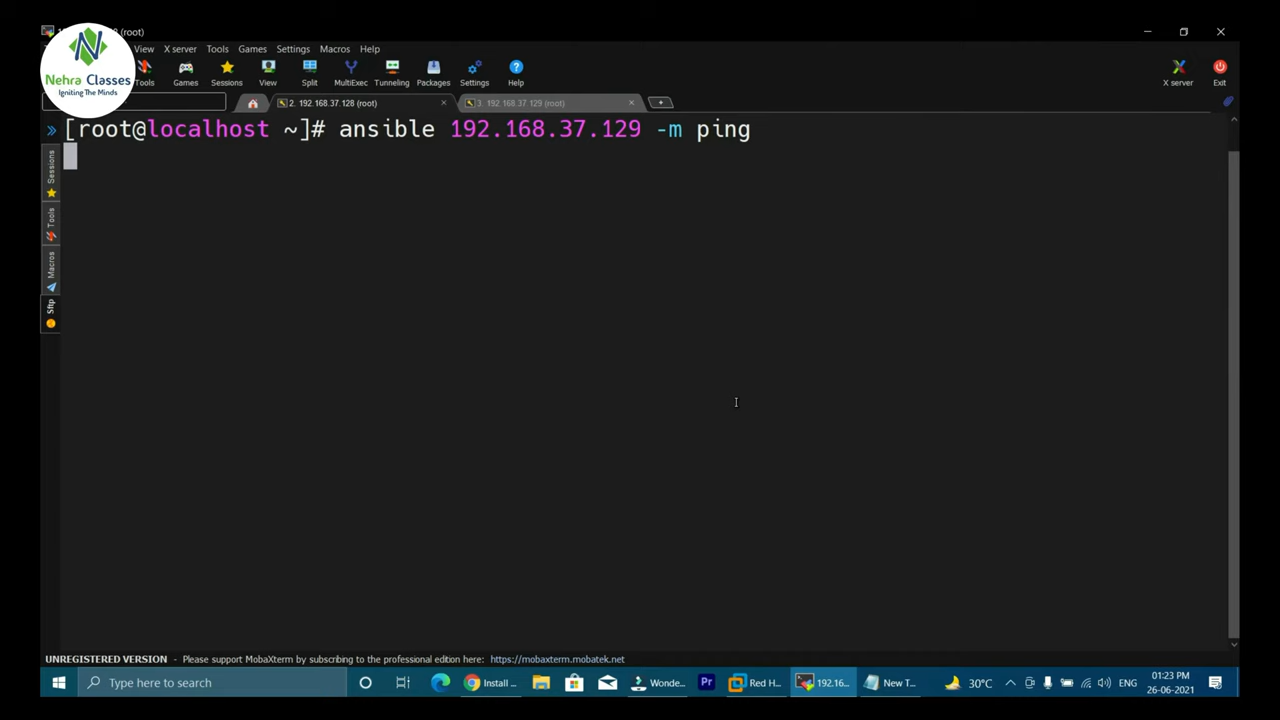 (root)
View X server Tools Games Settings Macros Help
Nehra Classes
Igniting The Minds
Tools Games Sessions View Split MultiExec Tunneling Packages Settings Help X server Exit
2. 192.168.37.128 (root) 3. 192.168.37.129 (root)
[root@localhost ~]# ansible 192.168.37.129 -m ping
Sessions
Tools
Macros
Sftp
UNREGISTERED VERSION - Please support MobaXterm by subscribing to the professional edition here: https://mobaxterm.mobatek.net
Type here to search Install ... Wonde... Pr Red H... 192.16... New T... 30°C ENG 01:23 PM
26-06-2021